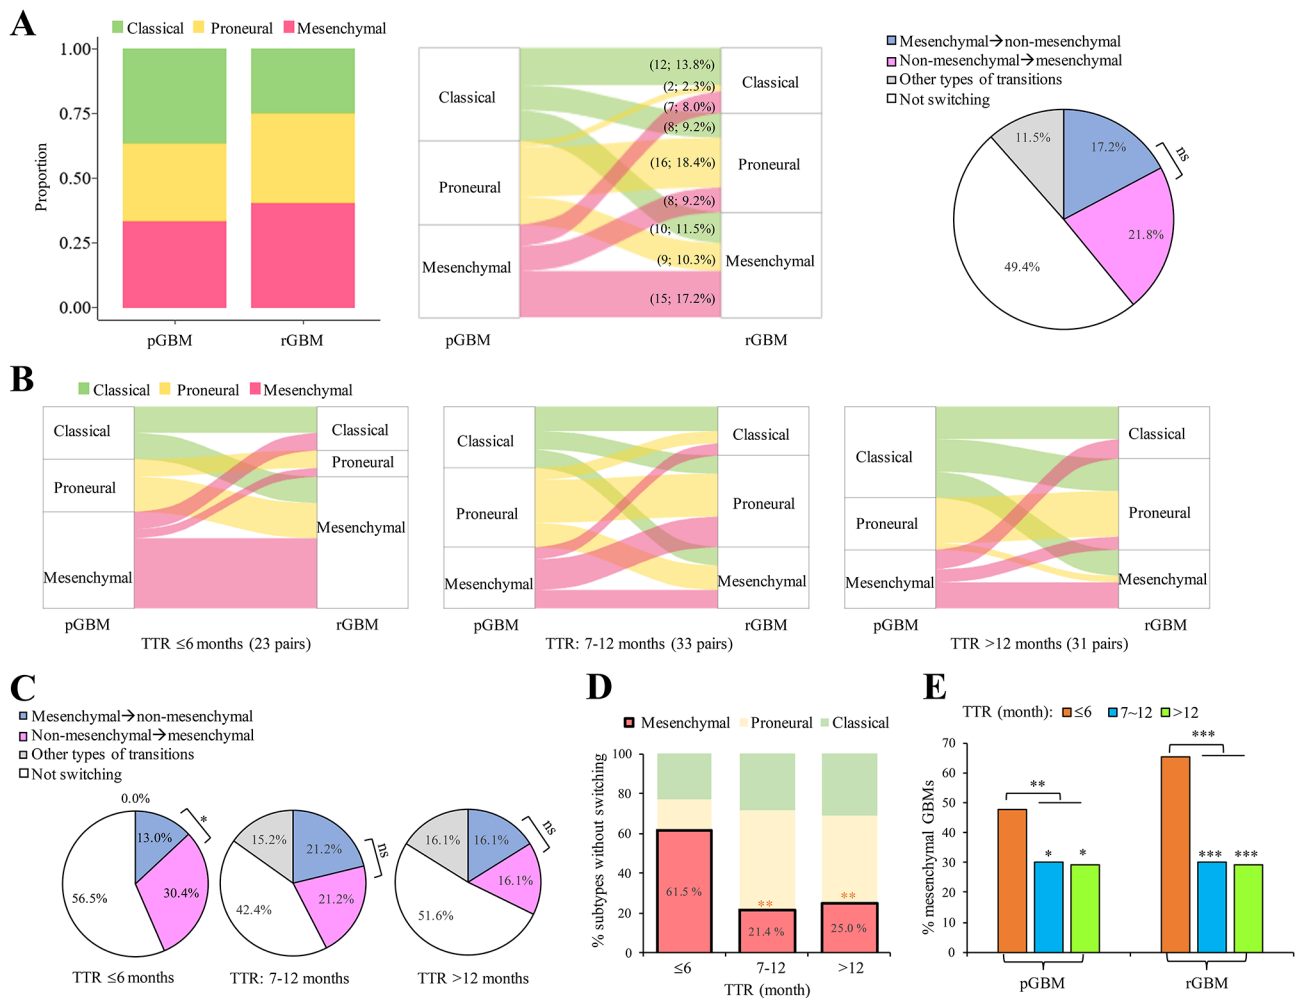 A
Classical Proneural Mesenchymal
Proportion
1.00
0.75
0.50
0.25
0.00
pGBM rGBM
Classical
Proneural
Mesenchymal
(12; 13.8%)
(2; 2.3%)
(7; 8.0%)
(8; 9.2%)
(16; 18.4%)
(8; 9.2%)
(10; 11.5%)
(9; 10.3%)
(15; 17.2%)
Classical
Proneural
Mesenchymal
pGBM rGBM
Mesenchymal→non-mesenchymal
Non-mesenchymal→mesenchymal
Other types of transitions
Not switching
11.5%
17.2%
ns
21.8%
49.4%
B
Classical Proneural Mesenchymal
Classical
Proneural
Mesenchymal
Classical
Proneural
Mesenchymal
pGBM rGBM
TTR ≤6 months (23 pairs)
Classical
Proneural
Mesenchymal
Classical
Proneural
Mesenchymal
pGBM rGBM
TTR: 7-12 months (33 pairs)
Classical
Proneural
Mesenchymal
Classical
Proneural
Mesenchymal
pGBM rGBM
TTR >12 months (31 pairs)
C
Mesenchymal→non-mesenchymal
Non-mesenchymal→mesenchymal
Other types of transitions
Not switching
0.0%
13.0%
*
30.4%
56.5%
TTR ≤6 months
15.2%
21.2%
ns
21.2%
42.4%
TTR: 7-12 months
16.1%
16.1%
ns
16.1%
51.6%
TTR >12 months
D
Mesenchymal Proneural Classical
% subtypes without switching
100
80
60
40
20
0
61.5 %
**
21.4 %
**
25.0 %
≤6 7-12 >12
TTR (month)
E
TTR (month): ≤6 7~12 >12
% mesenchymal GBMs
70
60
50
40
30
20
10
0
**
* *
***
*** ***
pGBM rGBM